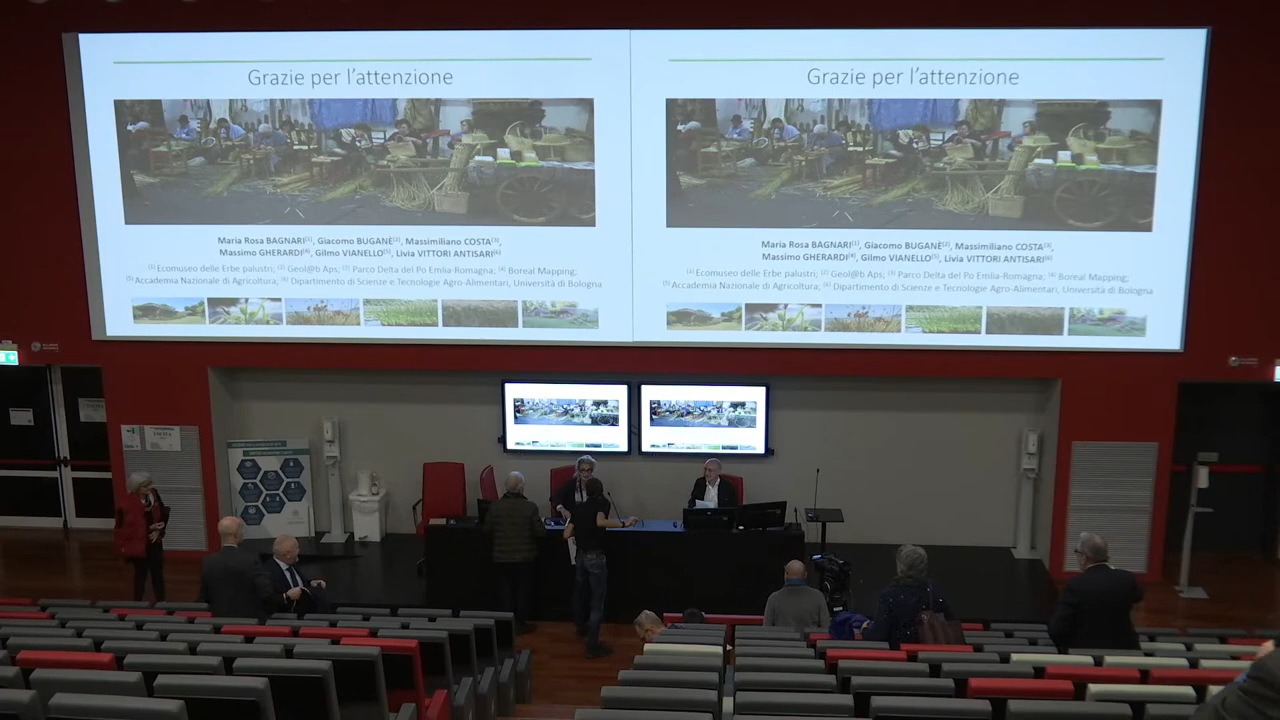 Grazie per l'attenzione
Maria Rosa BAGNARI(1), Giacomo BUGANÈ(2), Massimiliano COSTA(3),
Massimo GHERARDI(4), Gilmo VIANELLO(5), Livia VITTORI ANTISARI(6)
(1) Ecomuseo delle Erbe palustri; (2) Geol@b Aps; (3) Parco Delta del Po Emilia-Romagna; (4) Boreal Mapping;
(5) Accademia Nazionale di Agricoltura; (6) Dipartimento di Scienze e Tecnologie Agro-Alimentari, Università di Bologna
Grazie per l'attenzione
Maria Rosa BAGNARI(1), Giacomo BUGANÈ(2), Massimiliano COSTA(3),
Massimo GHERARDI(4), Gilmo VIANELLO(5), Livia VITTORI ANTISARI(6)
(1) Ecomuseo delle Erbe palustri; (2) Geol@b Aps; (3) Parco Delta del Po Emilia-Romagna; (4) Boreal Mapping;
(5) Accademia Nazionale di Agricoltura; (6) Dipartimento di Scienze e Tecnologie Agro-Alimentari, Università di Bologna